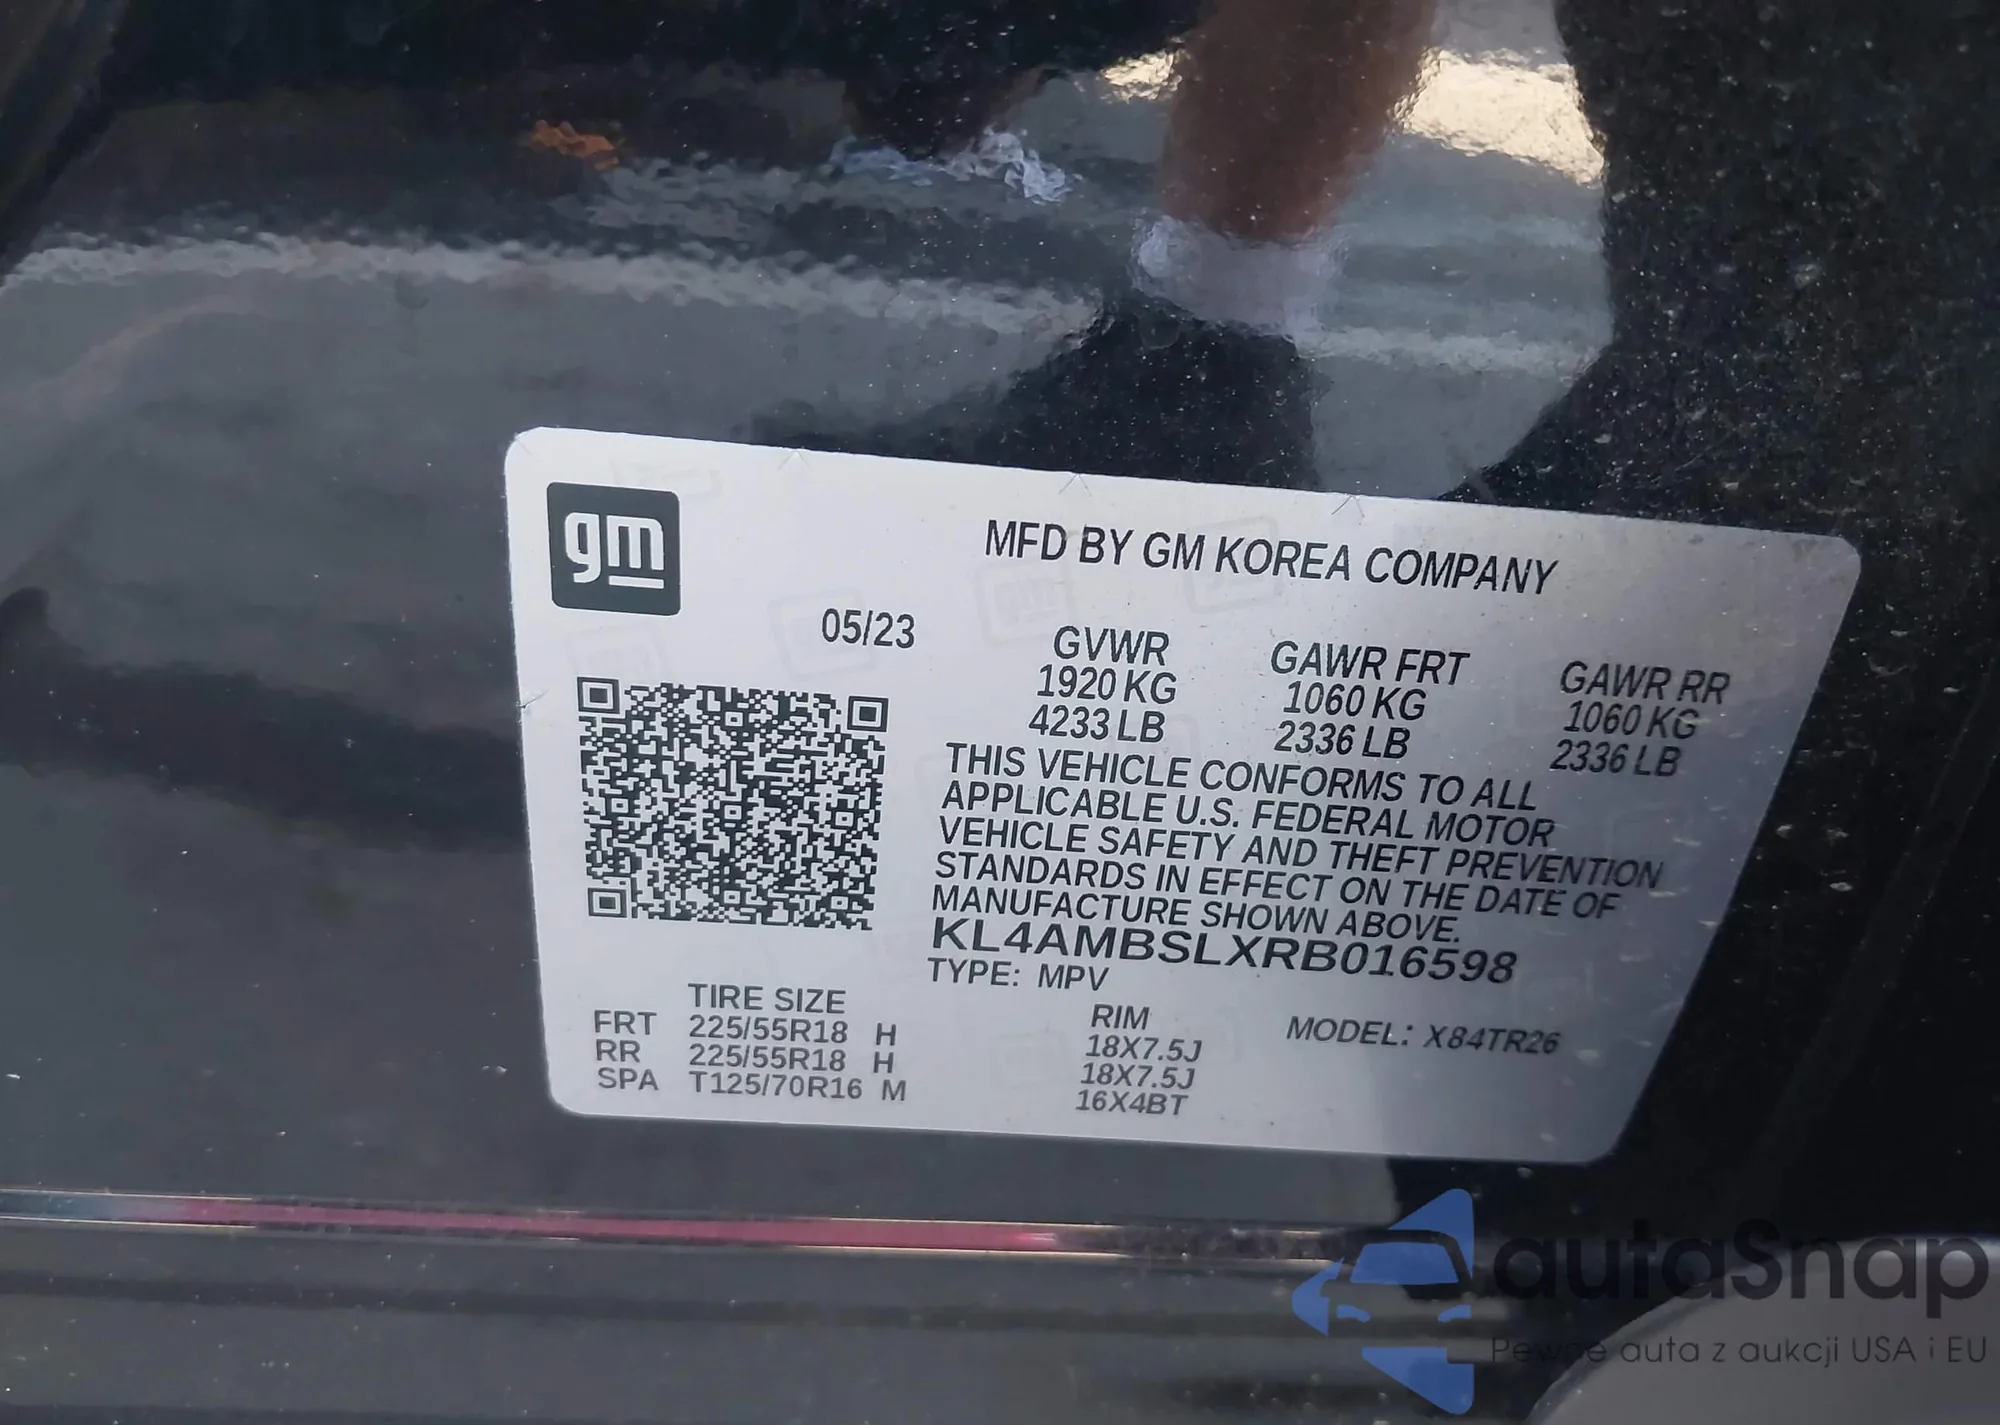 gm
MFD BY GM KOREA COMPANY
05/23
GVWR GAWR FRT GAWR RR
1920 KG 1060 KG 1060 KG
4233 LB 2336 LB 2336 LB
THIS VEHICLE CONFORMS TO ALL
APPLICABLE U.S. FEDERAL MOTOR
VEHICLE SAFETY AND THEFT PREVENTION
STANDARDS IN EFFECT ON THE DATE OF
MANUFACTURE SHOWN ABOVE.
KL4AMBSLXRB016598
TYPE: MPV
TIRE SIZE RIM MODEL: X84TR26
FRT 225/55R18 H 18X7.5J
RR 225/55R18 H 18X7.5J
SPA T125/70R16 M 16X4BT
autaSnap
Pewne auta z aukcji USA i EU